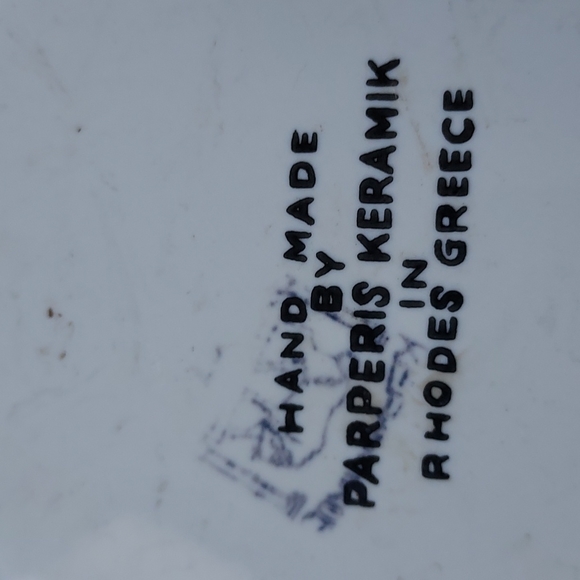 HAND MADE
BY
PARPERIS KERAMIK
IN
RHODES GREECE